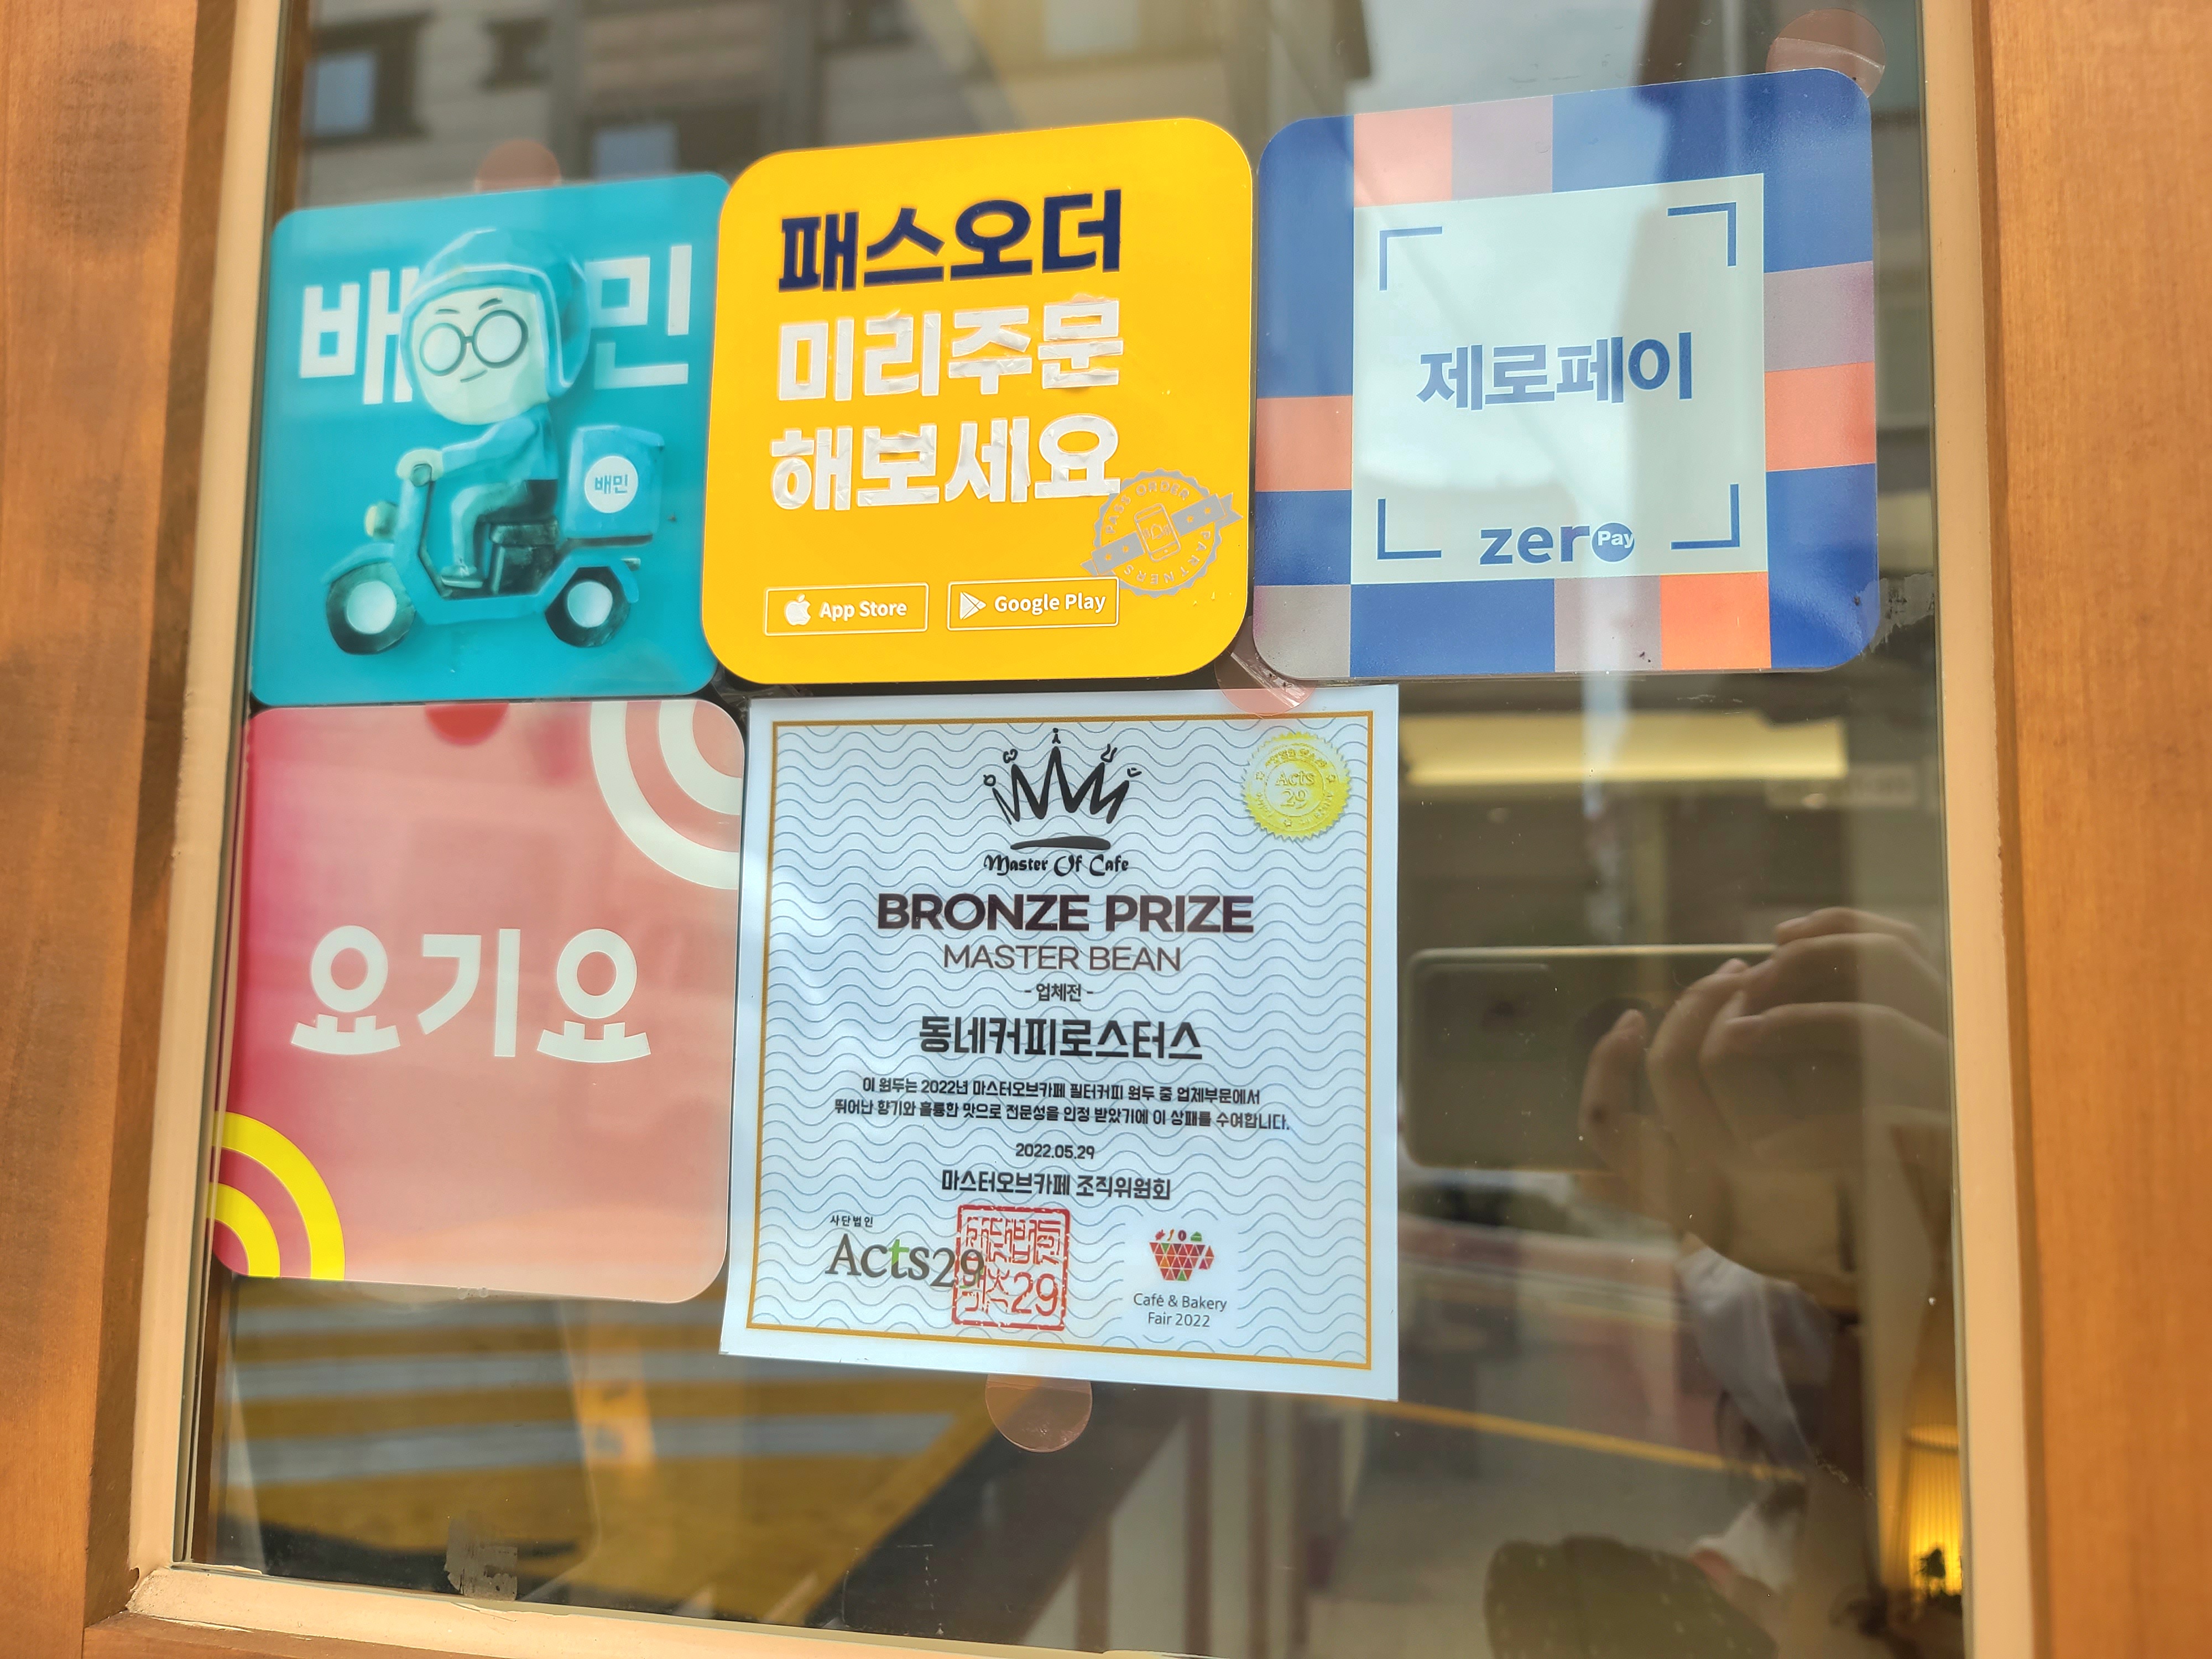 배민
배민
패스오더
미리주문
해보세요
PASS ORDER
PARTNERS
App Store
Google Play
제로페이
zero Pay
요기요
Master Of Cafe
Acts
29
BRONZE PRIZE
MASTER BEAN
- 업체전 -
동네커피로스터스
이 원두는 2022년 마스터오브카페 필터커피 원두 중 업체부문에서
뛰어난 향기와 훌륭한 맛으로 전문성을 인정 받았기에 이 상패를 수여합니다.
2022.05.29
마스터오브카페 조직위원회
사단법인
Acts29
Café & Bakery
Fair 2022